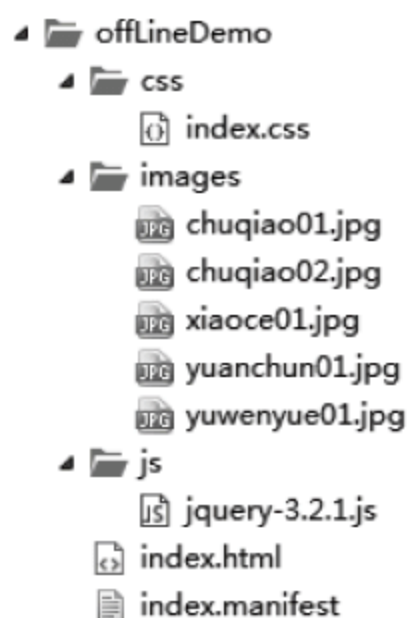 offLineDemo
css
index.css
images
chuqiao01.jpg
chuqiao02.jpg
xiaoce01.jpg
yuanchun01.jpg
yuwenyue01.jpg
js
jquery-3.2.1.js
index.html
index.manifest